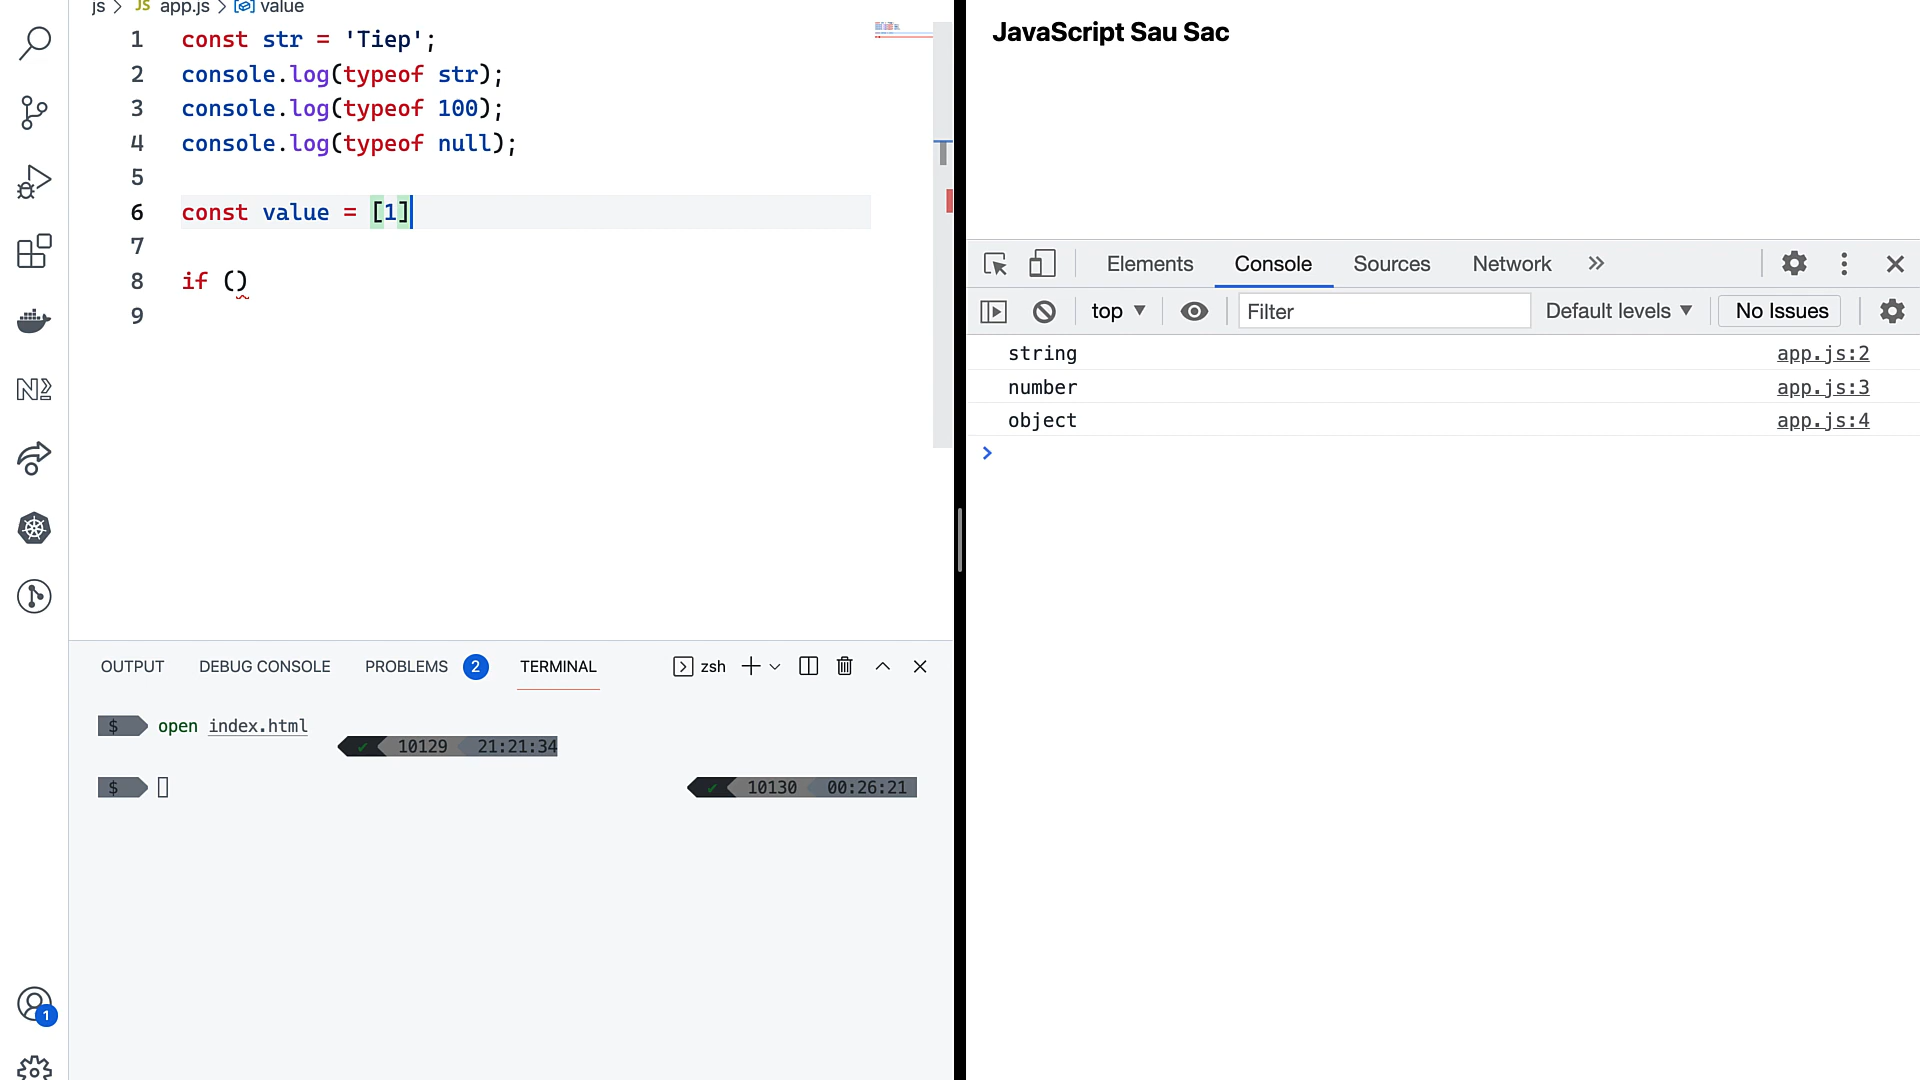 js > JS app.js > value
1 const str = 'Tiep';
2 console.log(typeof str);
3 console.log(typeof 100);
4 console.log(typeof null);
5
6 const value = [1]
7
8 if ()
9
OUTPUT DEBUG CONSOLE PROBLEMS 2 TERMINAL zsh
$ open index.html
✔ 10129 21:21:34
$ ✔ 10130 00:26:21
1
JavaScript Sau Sac
Elements Console Sources Network »
top ▼ Filter Default levels ▼ No Issues
string app.js:2
number app.js:3
object app.js:4
>